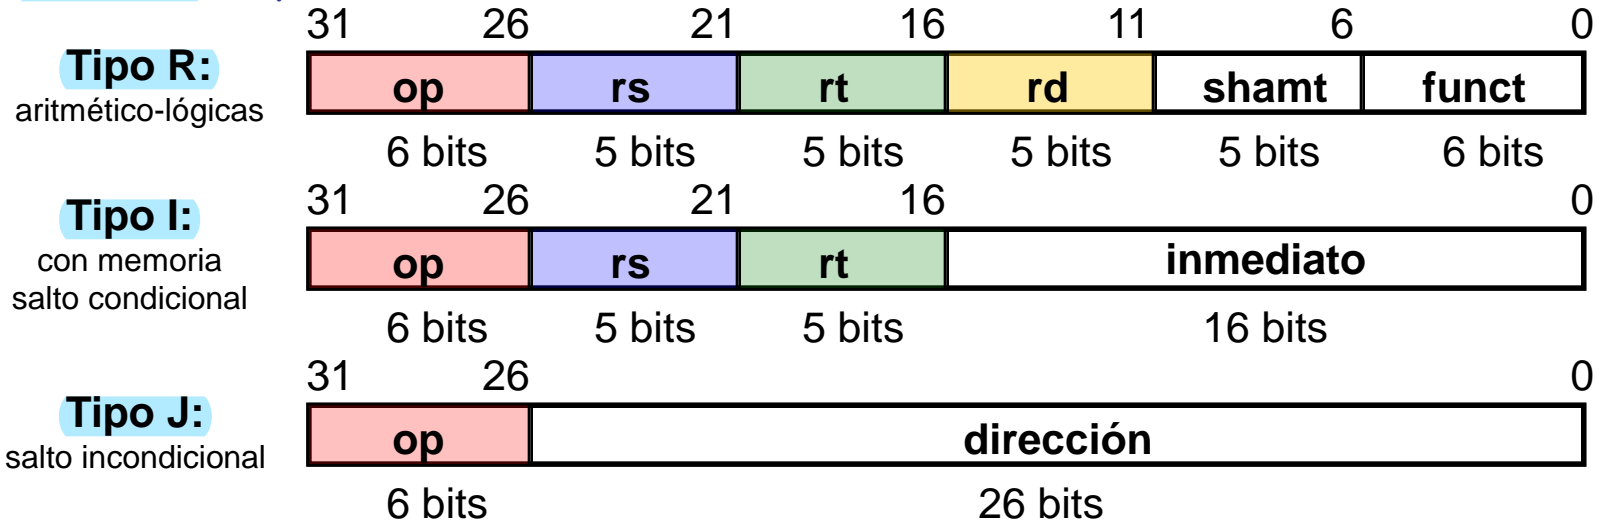 31 26 21 16 11 6 0
Tipo R:
aritmético-lógicas
op rs rt rd shamt funct
6 bits 5 bits 5 bits 5 bits 5 bits 6 bits
31 26 21 16 0
Tipo I:
con memoria
salto condicional
op rs rt inmediato
6 bits 5 bits 5 bits 16 bits
31 26 0
Tipo J:
salto incondicional
op dirección
6 bits 26 bits